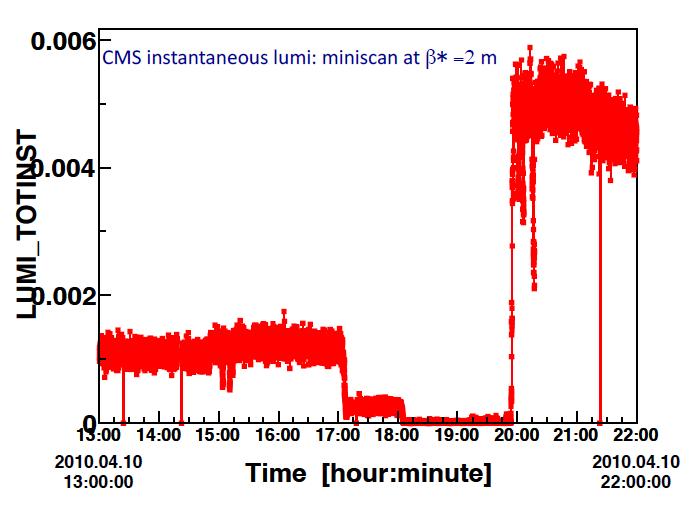 CMS instantaneous lumi: miniscan at β* =2 m
LUMI_TOTINST
0.006
0.004
0.002
0
13:00 14:00 15:00 16:00 17:00 18:00 19:00 20:00 21:00 22:00
2010.04.10 2010.04.10
13:00:00 22:00:00
Time [hour:minute]